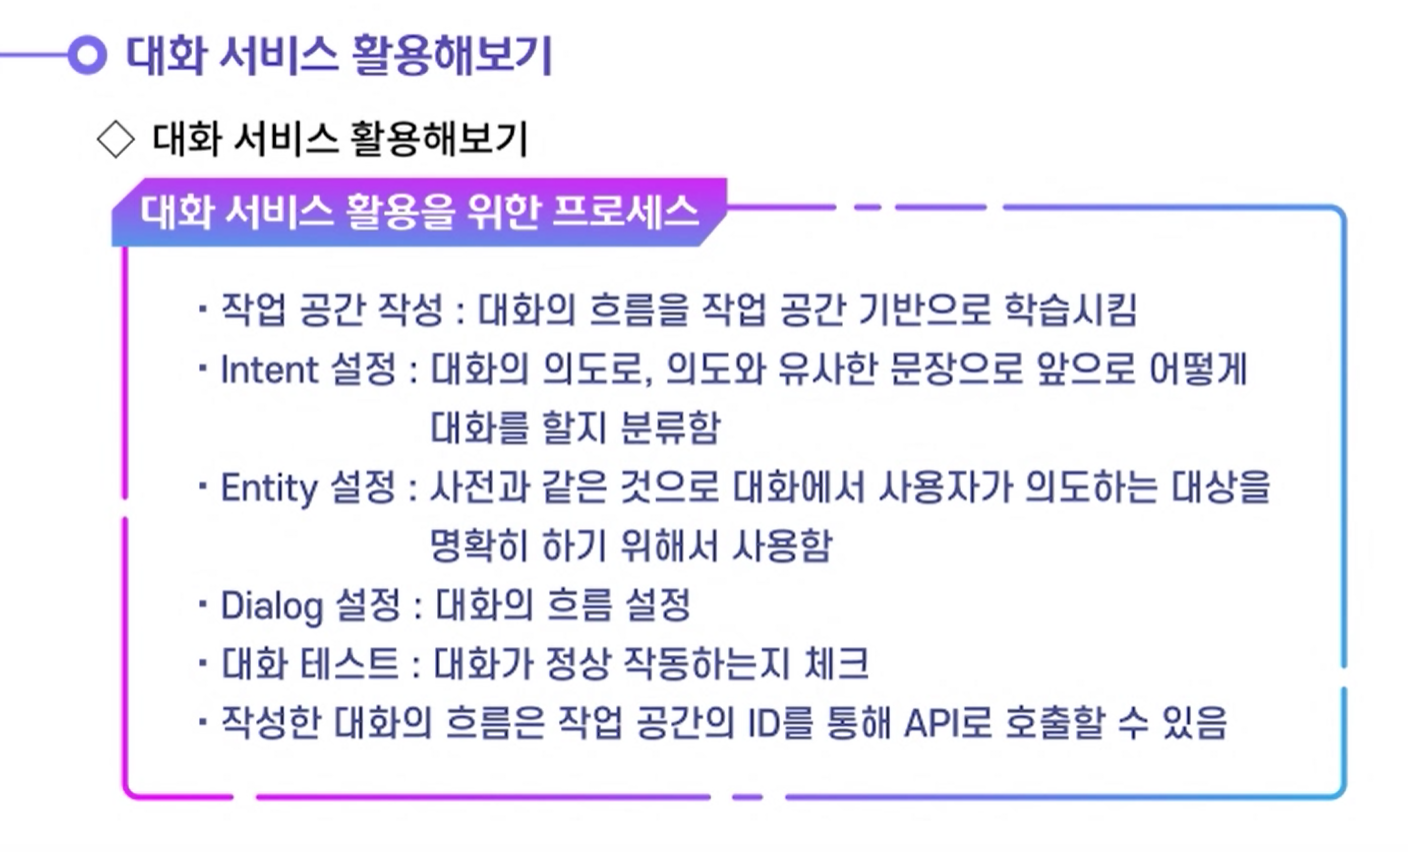 대화 서비스 활용해보기
◇ 대화 서비스 활용해보기
대화 서비스 활용을 위한 프로세스
· 작업 공간 작성 : 대화의 흐름을 작업 공간 기반으로 학습시킴
· Intent 설정 : 대화의 의도로, 의도와 유사한 문장으로 앞으로 어떻게
대화를 할지 분류함
· Entity 설정 : 사전과 같은 것으로 대화에서 사용자가 의도하는 대상을
명확히 하기 위해서 사용함
· Dialog 설정 : 대화의 흐름 설정
· 대화 테스트 : 대화가 정상 작동하는지 체크
· 작성한 대화의 흐름은 작업 공간의 ID를 통해 API로 호출할 수 있음